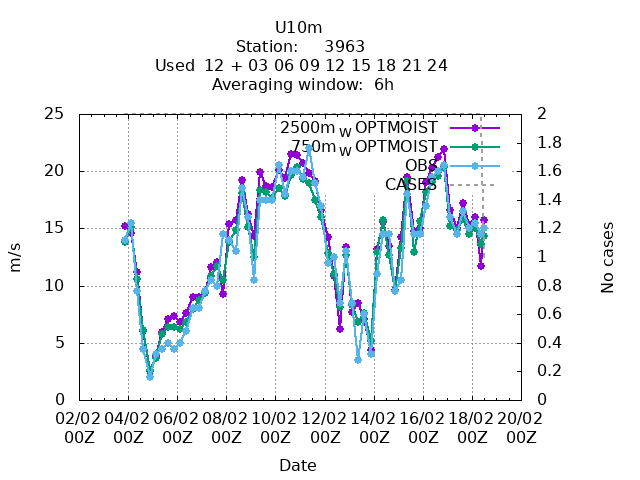 U10m
Station: 3963
Used 12 + 03 06 09 12 15 18 21 24
Averaging window: 6h
2500m W OPTMOIST
750m W OPTMOIST
OBS
CASES
m/s
0
5
10
15
20
25
No cases
0
0.2
0.4
0.6
0.8
1
1.2
1.4
1.6
1.8
2
02/02 04/02 06/02 08/02 10/02 12/02 14/02 16/02 18/02 20/02
00Z 00Z 00Z 00Z 00Z 00Z 00Z 00Z 00Z 00Z
Date